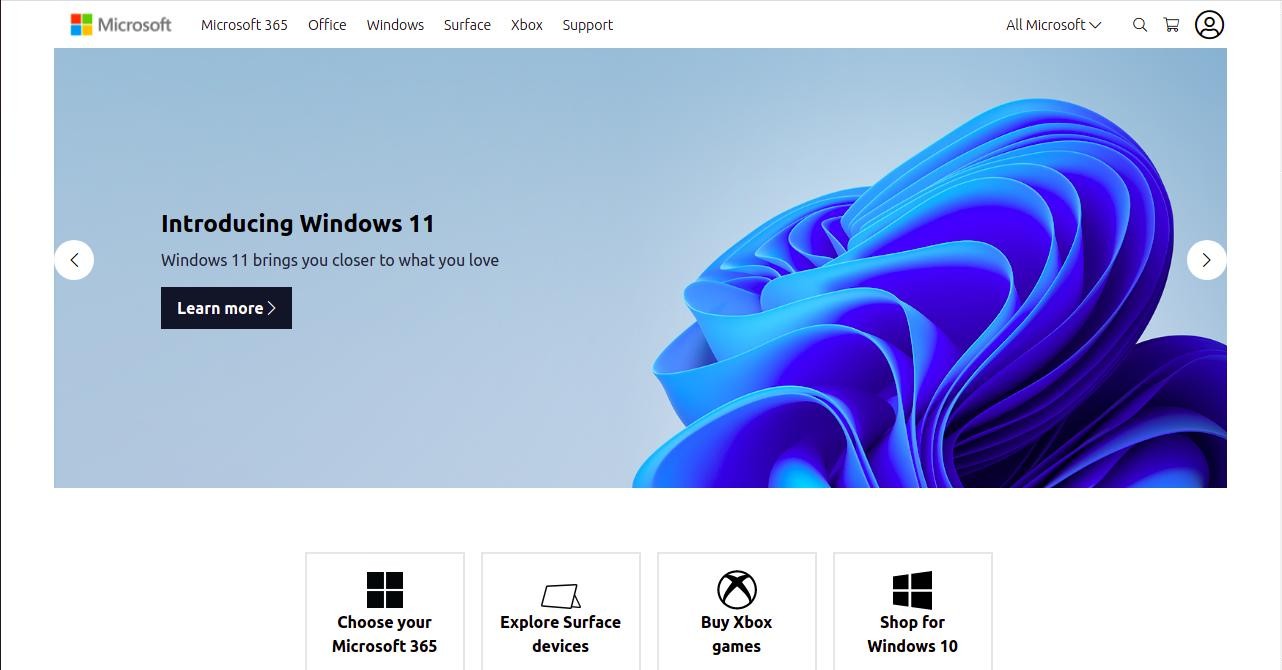 Microsoft Microsoft 365 Office Windows Surface Xbox Support All Microsoft
Introducing Windows 11
Windows 11 brings you closer to what you love
Learn more
Choose your
Microsoft 365
Explore Surface
devices
Buy Xbox
games
Shop for
Windows 10